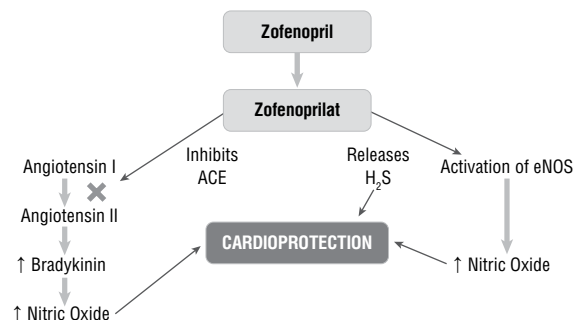 Zofenopril
Zofenoprilat
Inhibits
ACE
Releases
H₂S
Angiotensin I
Activation of eNOS
Angiotensin II
CARDIOPROTECTION
↑ Bradykinin
↑ Nitric Oxide
↑ Nitric Oxide